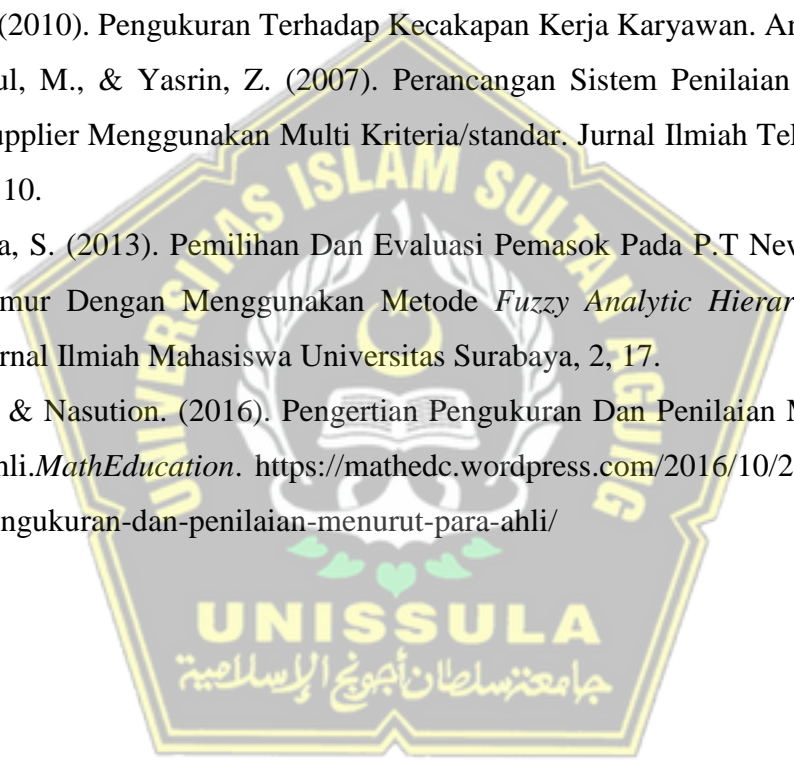 (2010). Pengukuran Terhadap Kecakapan Kerja Karyawan. An
ul, M., & Yasrin, Z. (2007). Perancangan Sistem Penilaian
upplier Menggunakan Multi Kriteria/standar. Jurnal Ilmiah Te
10.
a, S. (2013). Pemilihan Dan Evaluasi Pemasok Pada P.T New
mur Dengan Menggunakan Metode Fuzzy Analytic Hierar
rnal Ilmiah Mahasiswa Universitas Surabaya, 2, 17.
& Nasution. (2016). Pengertian Pengukuran Dan Penilaian M
hli.MathEducation. https://mathedc.wordpress.com/2016/10/2
ngukuran-dan-penilaian-menurut-para-ahli/
UNIVERSITAS ISLAM SULTAN AGUNG
UNISSULA
جامعة سلطان أجونج الإسلامية